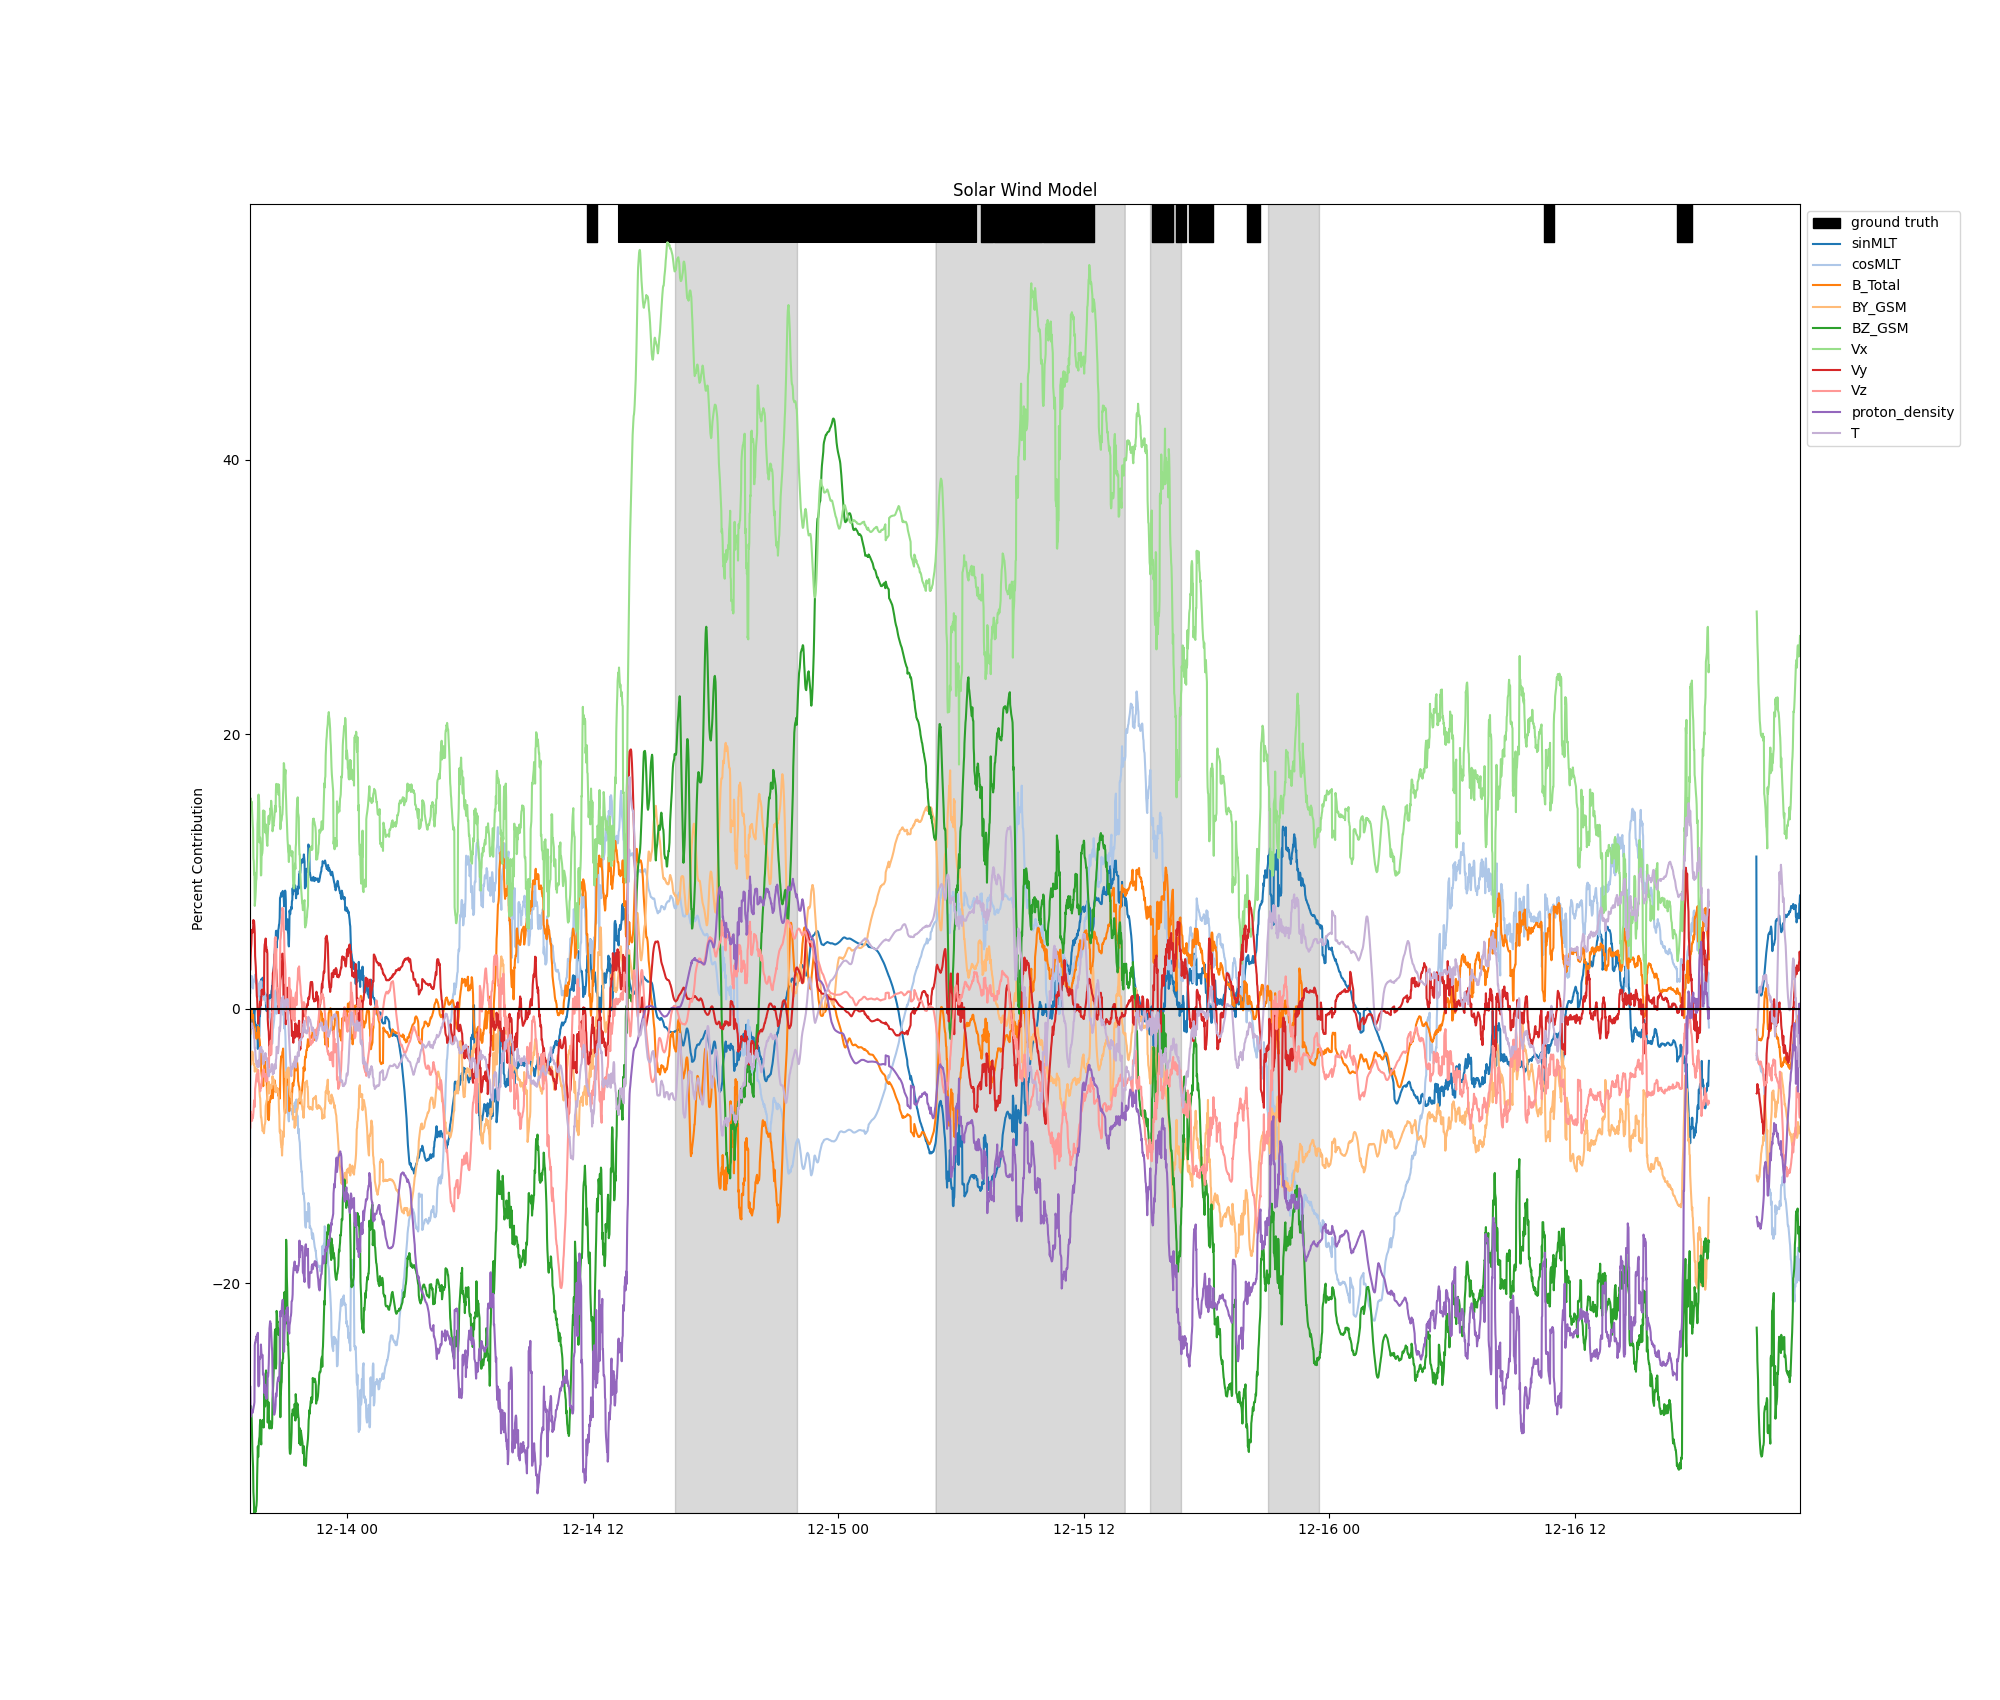 Solar Wind Model
Percent Contribution
40
20
0
−20
12-14 00
12-14 12
12-15 00
12-15 12
12-16 00
12-16 12
ground truth
sinMLT
cosMLT
B_Total
BY_GSM
BZ_GSM
Vx
Vy
Vz
proton_density
T